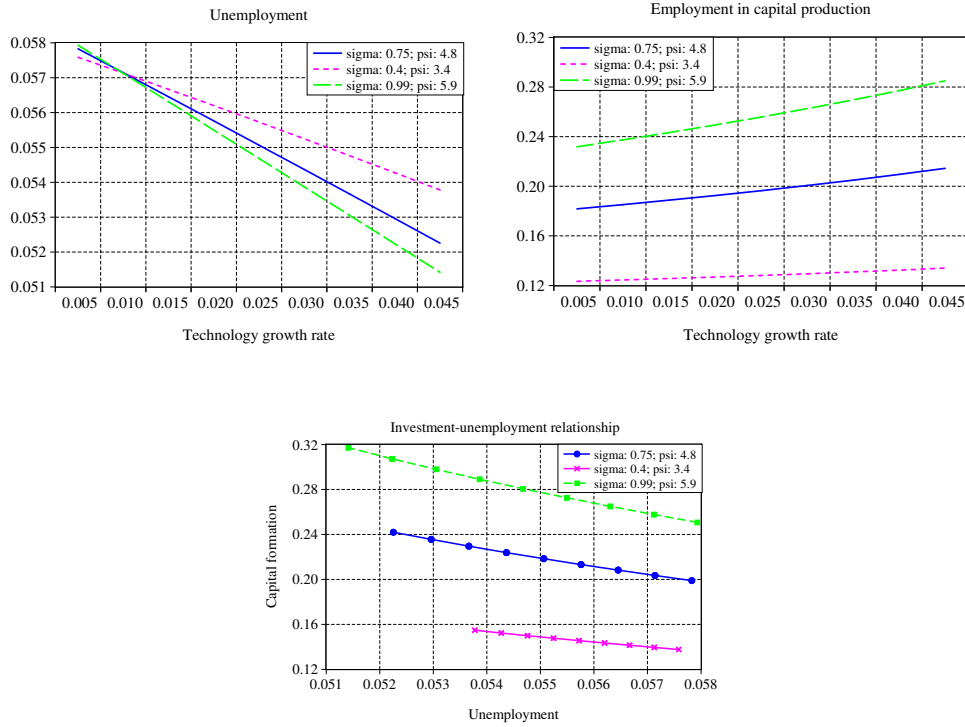 Unemployment
0.058
0.057
0.056
0.055
0.054
0.053
0.052
0.051
sigma: 0.75; psi: 4.8
sigma: 0.4; psi: 3.4
sigma: 0.99; psi: 5.9
0.005 0.010 0.015 0.020 0.025 0.030 0.035 0.040 0.045
Technology growth rate
Employment in capital production
0.32
0.28
0.24
0.20
0.16
0.12
sigma: 0.75; psi: 4.8
sigma: 0.4; psi: 3.4
sigma: 0.99; psi: 5.9
0.005 0.010 0.015 0.020 0.025 0.030 0.035 0.040 0.045
Technology growth rate
Investment-unemployment relationship
Capital formation
0.32
0.28
0.24
0.20
0.16
0.12
sigma: 0.75; psi: 4.8
sigma: 0.4; psi: 3.4
sigma: 0.99; psi: 5.9
0.051 0.052 0.053 0.054 0.055 0.056 0.057 0.058
Unemployment